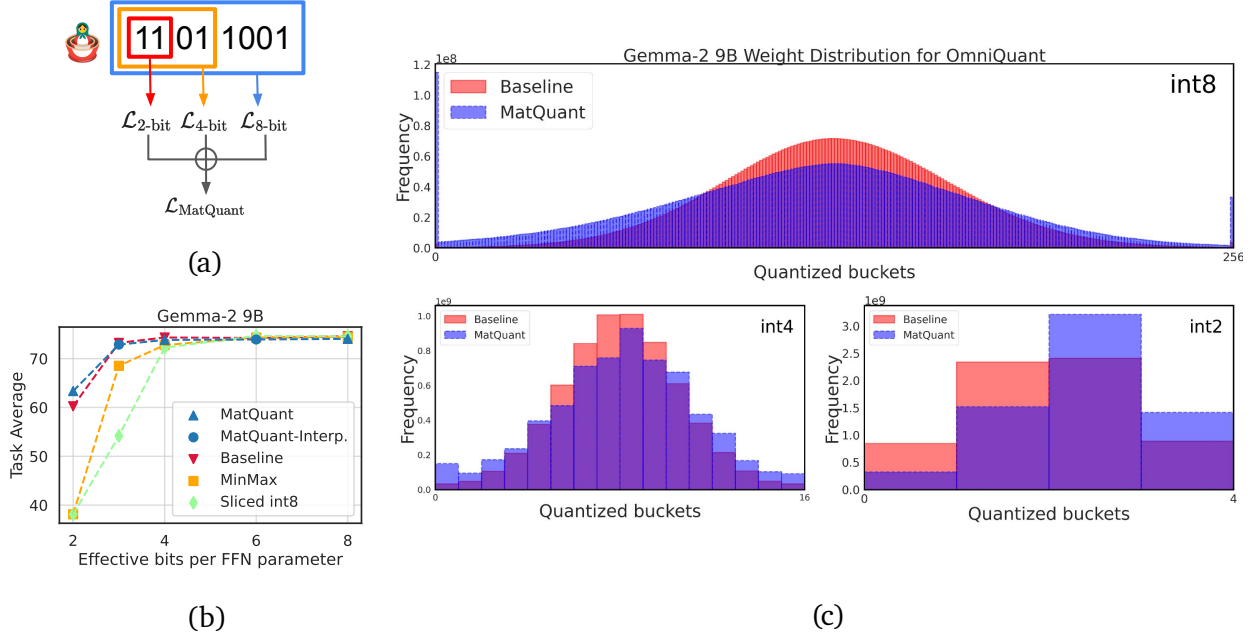 11 01 1001
ℒ2-bit ℒ4-bit ℒ8-bit
ℒMatQuant
(a)
Gemma-2 9B
Task Average
70
60
50
40
MatQuant
MatQuant-Interp.
Baseline
MinMax
Sliced int8
2 4 6 8
Effective bits per FFN parameter
(b)
Gemma-2 9B Weight Distribution for OmniQuant
1e8
int8
Baseline
MatQuant
Frequency
1.2
1.0
0.8
0.6
0.4
0.2
0.0
0 256
Quantized buckets
1e9
int4
Baseline
MatQuant
Frequency
1.0
0.8
0.6
0.4
0.2
0.0
0 16
Quantized buckets
1e9
int2
Baseline
MatQuant
Frequency
3.0
2.5
2.0
1.5
1.0
0.5
0.0
0 4
Quantized buckets
(c)